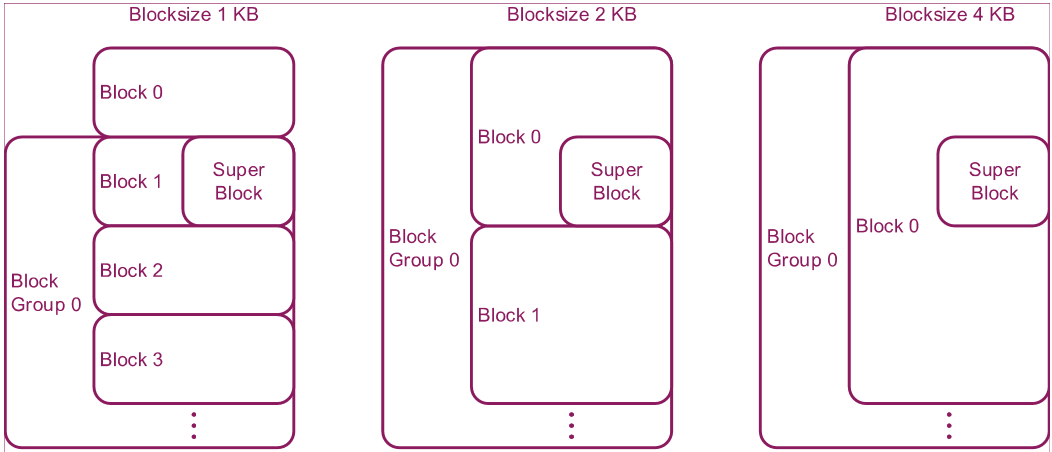 Blocksize 1 KB
Block 0
Block 1
Super
Block
Block 2
Block
Group 0
Block 3
Blocksize 2 KB
Block 0
Super
Block
Block
Group 0
Block 1
Blocksize 4 KB
Super
Block
Block 0
Block
Group 0